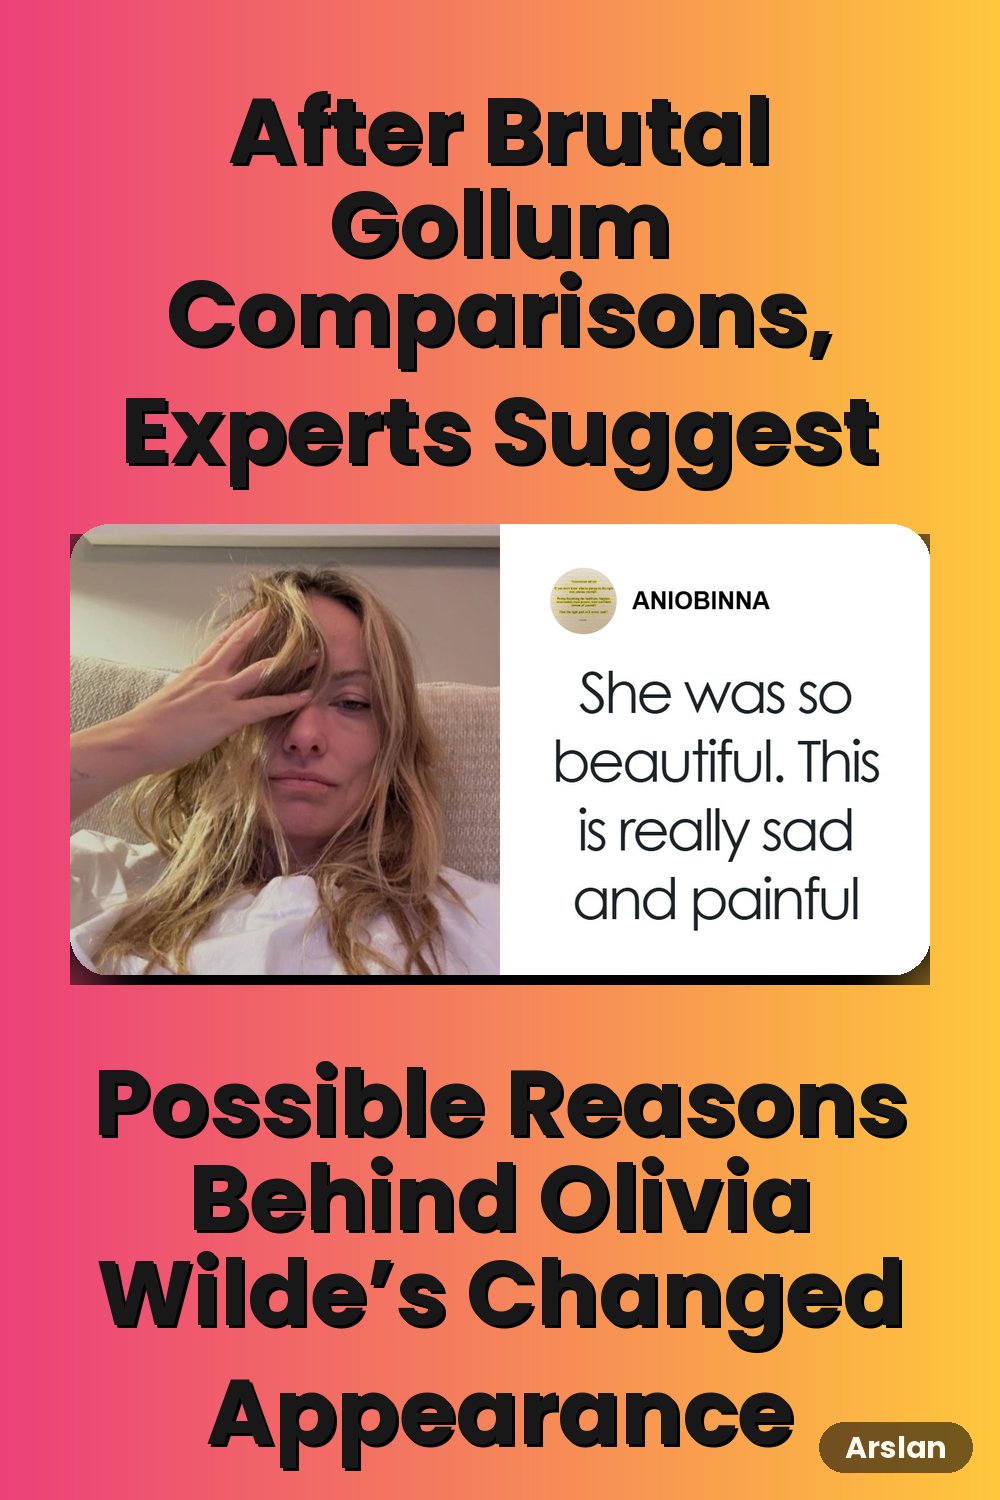 After Brutal
Gollum
Comparisons,
Experts Suggest
ANIOBINNA
She was so
beautiful. This
is really sad
and painful
Possible Reasons
Behind Olivia
Wilde’s Changed
Appearance
Arslan